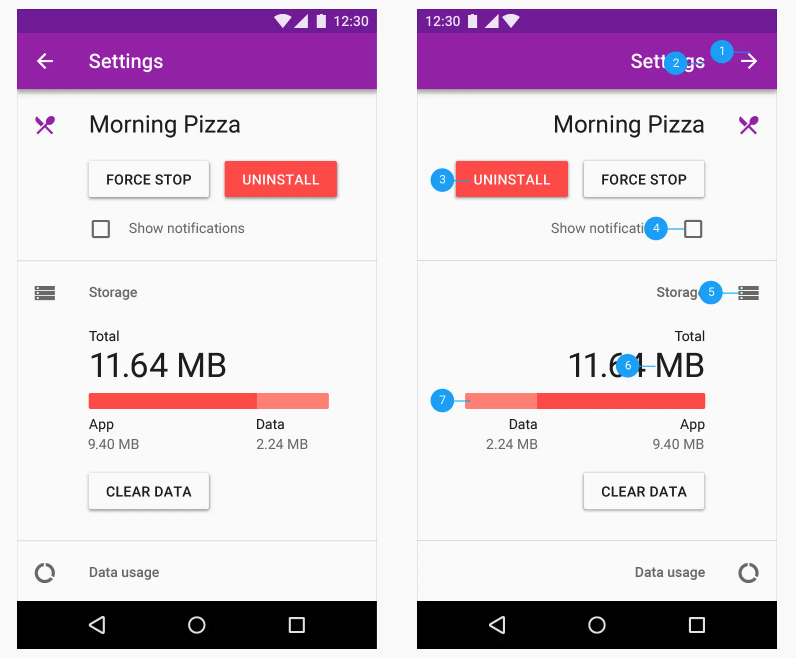 12:30
Settings
Morning Pizza
FORCE STOP UNINSTALL
Show notifications
Storage
Total
11.64 MB
App Data
9.40 MB 2.24 MB
CLEAR DATA
Data usage
12:30
Settings
1
2
Morning Pizza
3 UNINSTALL FORCE STOP
Show notificati 4
Storag 5
Total
11.64 MB
6
7
Data App
2.24 MB 9.40 MB
CLEAR DATA
Data usage